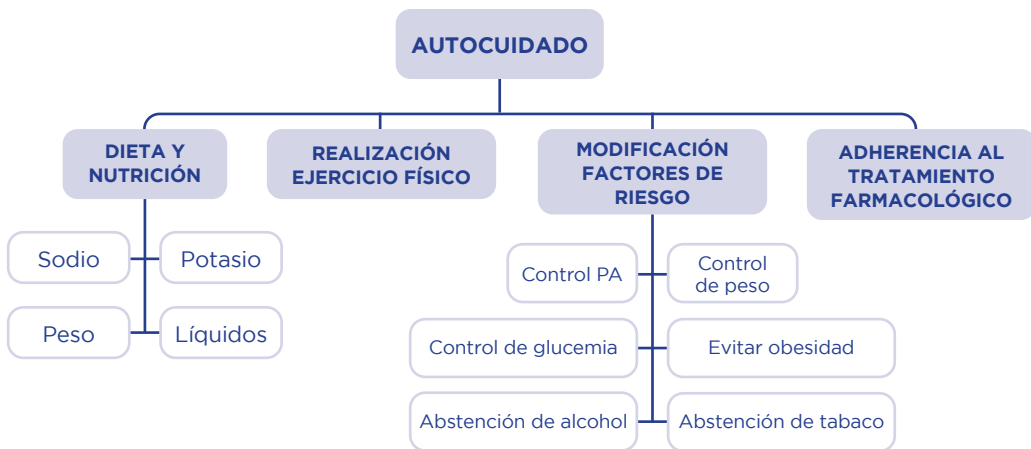 AUTOCUIDADO
DIETA Y
NUTRICIÓN
REALIZACIÓN
EJERCICIO FÍSICO
MODIFICACIÓN
FACTORES DE
RIESGO
ADHERENCIA AL
TRATAMIENTO
FARMACOLÓGICO
Sodio
Potasio
Peso
Líquidos
Control PA
Control
de peso
Control de glucemia
Evitar obesidad
Abstención de alcohol
Abstención de tabaco